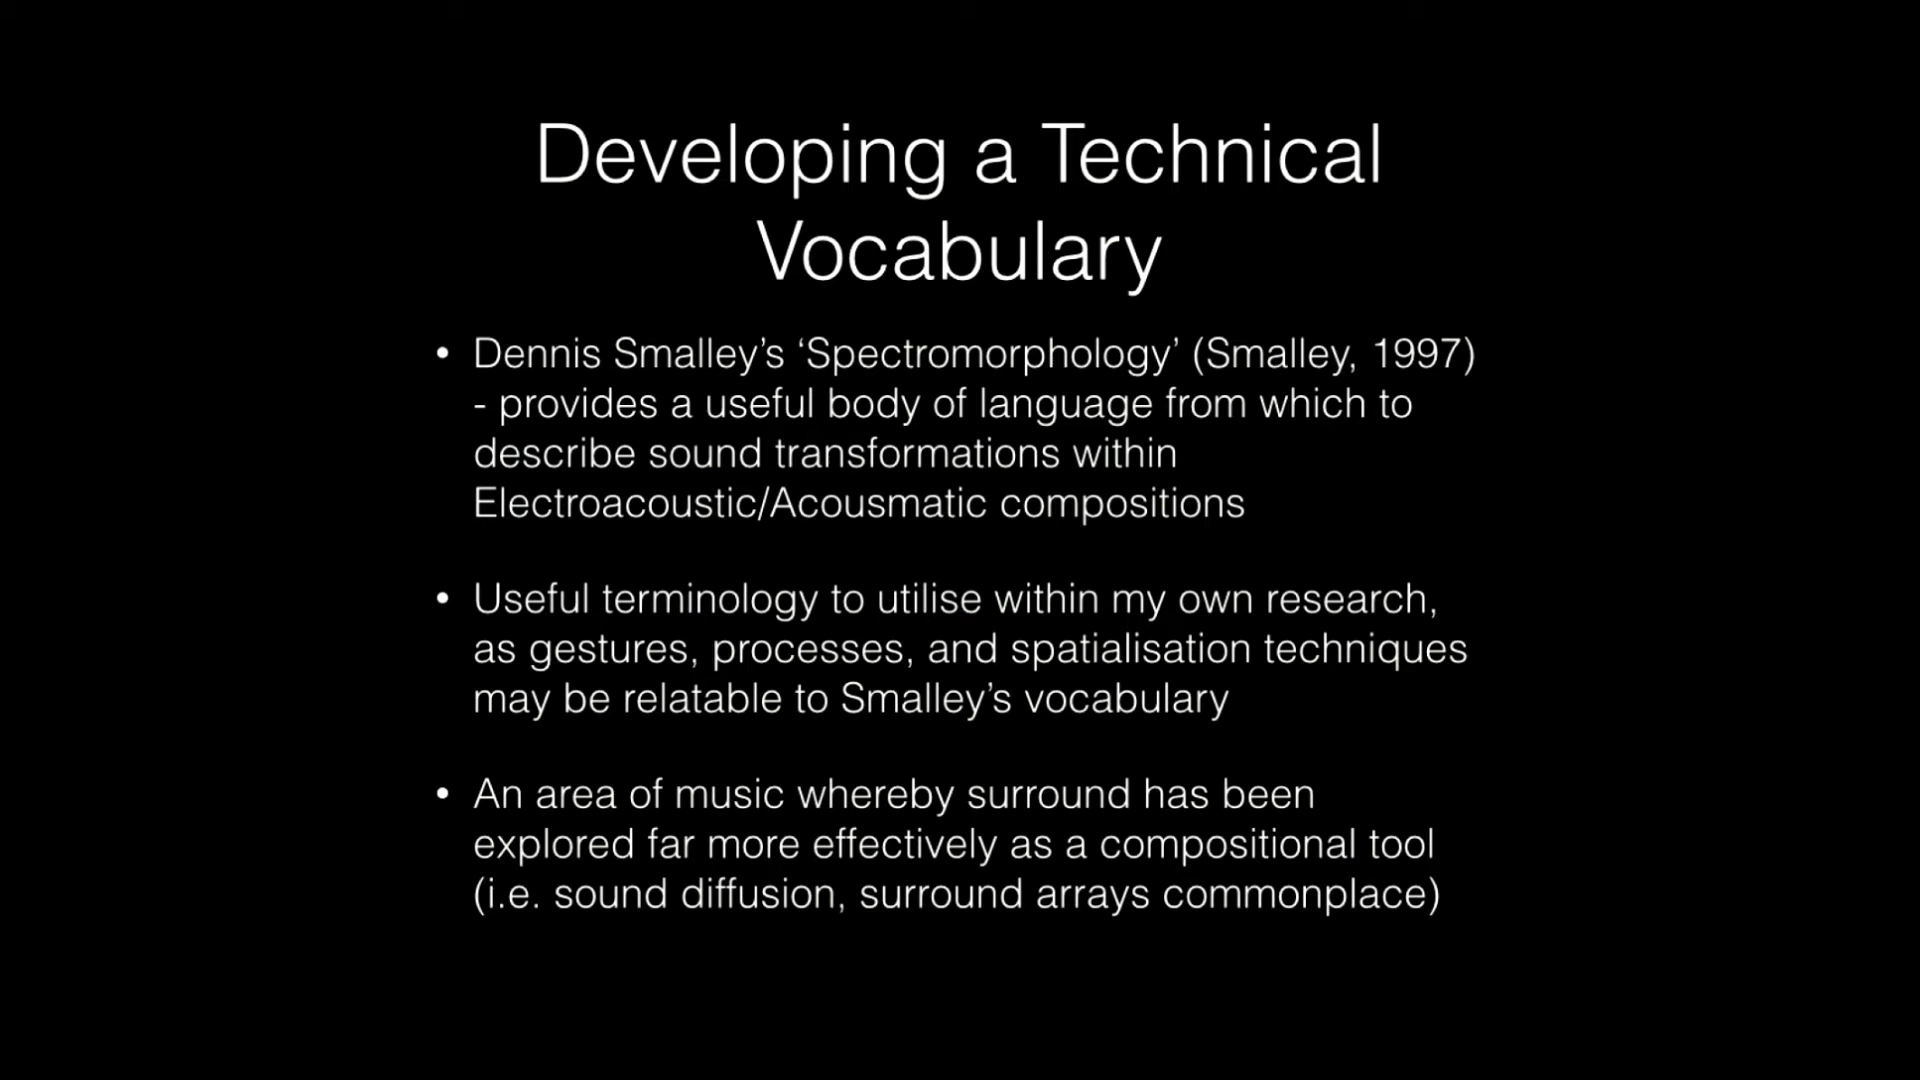 Developing a Technical
Vocabulary
• Dennis Smalley’s ‘Spectromorphology’ (Smalley, 1997)
- provides a useful body of language from which to
describe sound transformations within
Electroacoustic/Acousmatic compositions
• Useful terminology to utilise within my own research,
as gestures, processes, and spatialisation techniques
may be relatable to Smalley’s vocabulary
• An area of music whereby surround has been
explored far more effectively as a compositional tool
(i.e. sound diffusion, surround arrays commonplace)